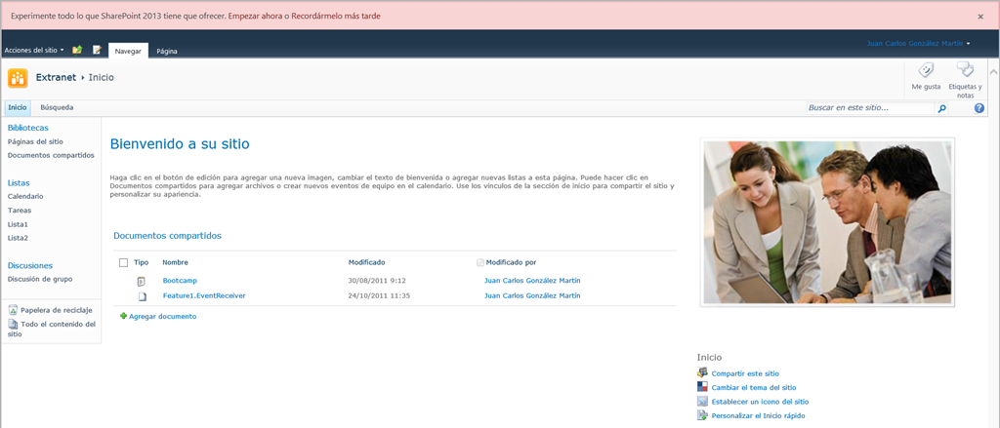 Experimente todo lo que SharePoint 2013 tiene que ofrecer. Empezar ahora o Recordármelo más tarde
Juan Carlos González Martín
Acciones del sitio
Navegar
Página
Extranet ▸ Inicio
Me gusta
Etiquetas y
notas
Inicio
Búsqueda
Buscar en este sitio...
Bibliotecas
Páginas del sitio
Documentos compartidos
Listas
Calendario
Tareas
Lista1
Lista2
Discusiones
Discusión de grupo
Papelera de reciclaje
Todo el contenido del
sitio
Bienvenido a su sitio
Haga clic en el botón de edición para agregar una nueva imagen, cambiar el texto de bienvenida o agregar nuevas listas a esta página. Puede hacer clic en
Documentos compartidos para agregar archivos o crear nuevos eventos de equipo en el calendario. Use los vínculos de la sección de inicio para compartir el sitio y
personalizar su apariencia.
Documentos compartidos
Tipo Nombre Modificado Modificado por
Bootcamp 30/08/2011 9:12 Juan Carlos González Martín
Feature1.EventReceiver 24/10/2011 11:35 Juan Carlos González Martín
Agregar documento
Inicio
Compartir este sitio
Cambiar el tema del sitio
Establecer un icono del sitio
Personalizar el Inicio rápido